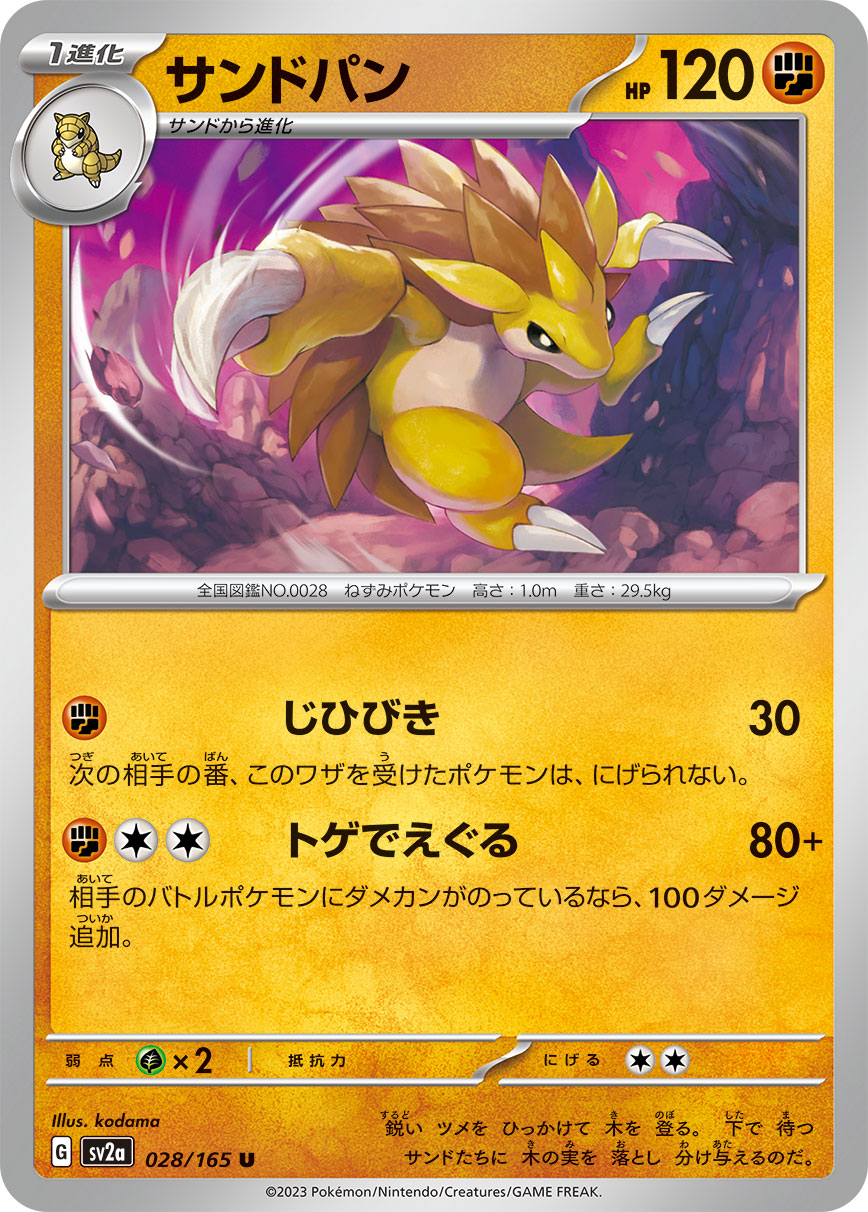 1進化
サンドパン
HP 120
サンドから進化
全国図鑑NO.0028 ねずみポケモン 高さ:1.0m 重さ:29.5kg
じひびき 30
次の相手の番、このワザを受けたポケモンは、にげられない。
トゲでえぐる 80+
相手のバトルポケモンにダメカンがのっているなら、100ダメージ
追加。
弱点 ×2 抵抗力 にげる
Illus. kodama
鋭い ツメを ひっかけて 木を 登る。 下で 待つ
サンドたちに 木の実を 落とし 分け与えるのだ。
G sv2a 028/165 U
©2023 Pokémon/Nintendo/Creatures/GAME FREAK.